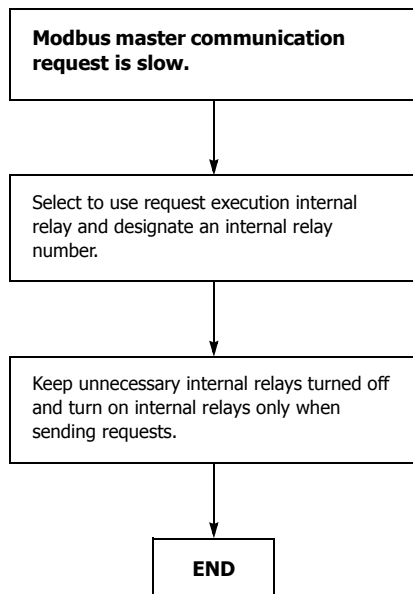 Modbus master communication
request is slow.
Select to use request execution internal
relay and designate an internal relay
number.
Keep unnecessary internal relays turned off
and turn on internal relays only when
sending requests.
END